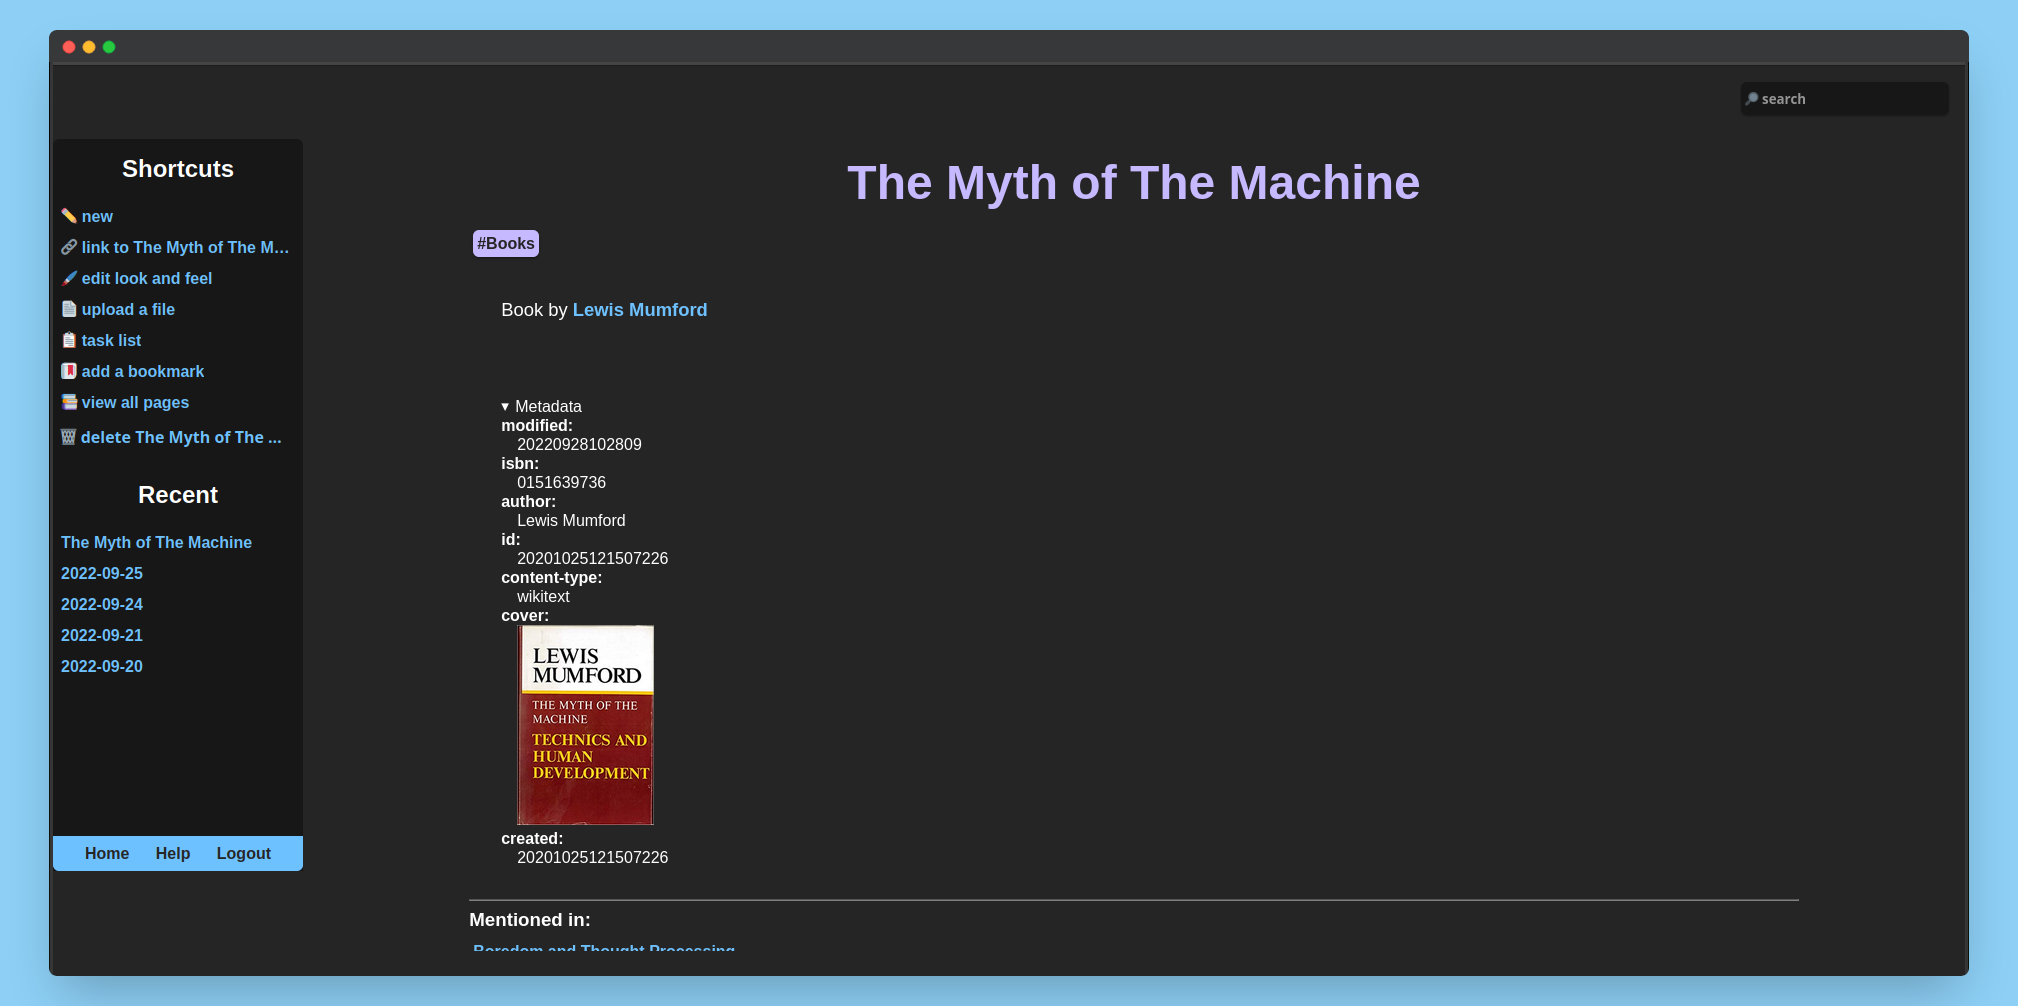 search
Shortcuts
new
link to The Myth of The M...
edit look and feel
upload a file
task list
add a bookmark
view all pages
delete The Myth of The ...
Recent
The Myth of The Machine
2022-09-25
2022-09-24
2022-09-21
2022-09-20
Home Help Logout
The Myth of The Machine
#Books
Book by Lewis Mumford
▾ Metadata
modified:
20220928102809
isbn:
0151639736
author:
Lewis Mumford
id:
20201025121507226
content-type:
wikitext
cover:
LEWIS
MUMFORD
THE MYTH OF THE
MACHINE
TECHNICS AND
HUMAN
DEVELOPMENT
created:
20201025121507226
Mentioned in:
Boredom and Thought Processing